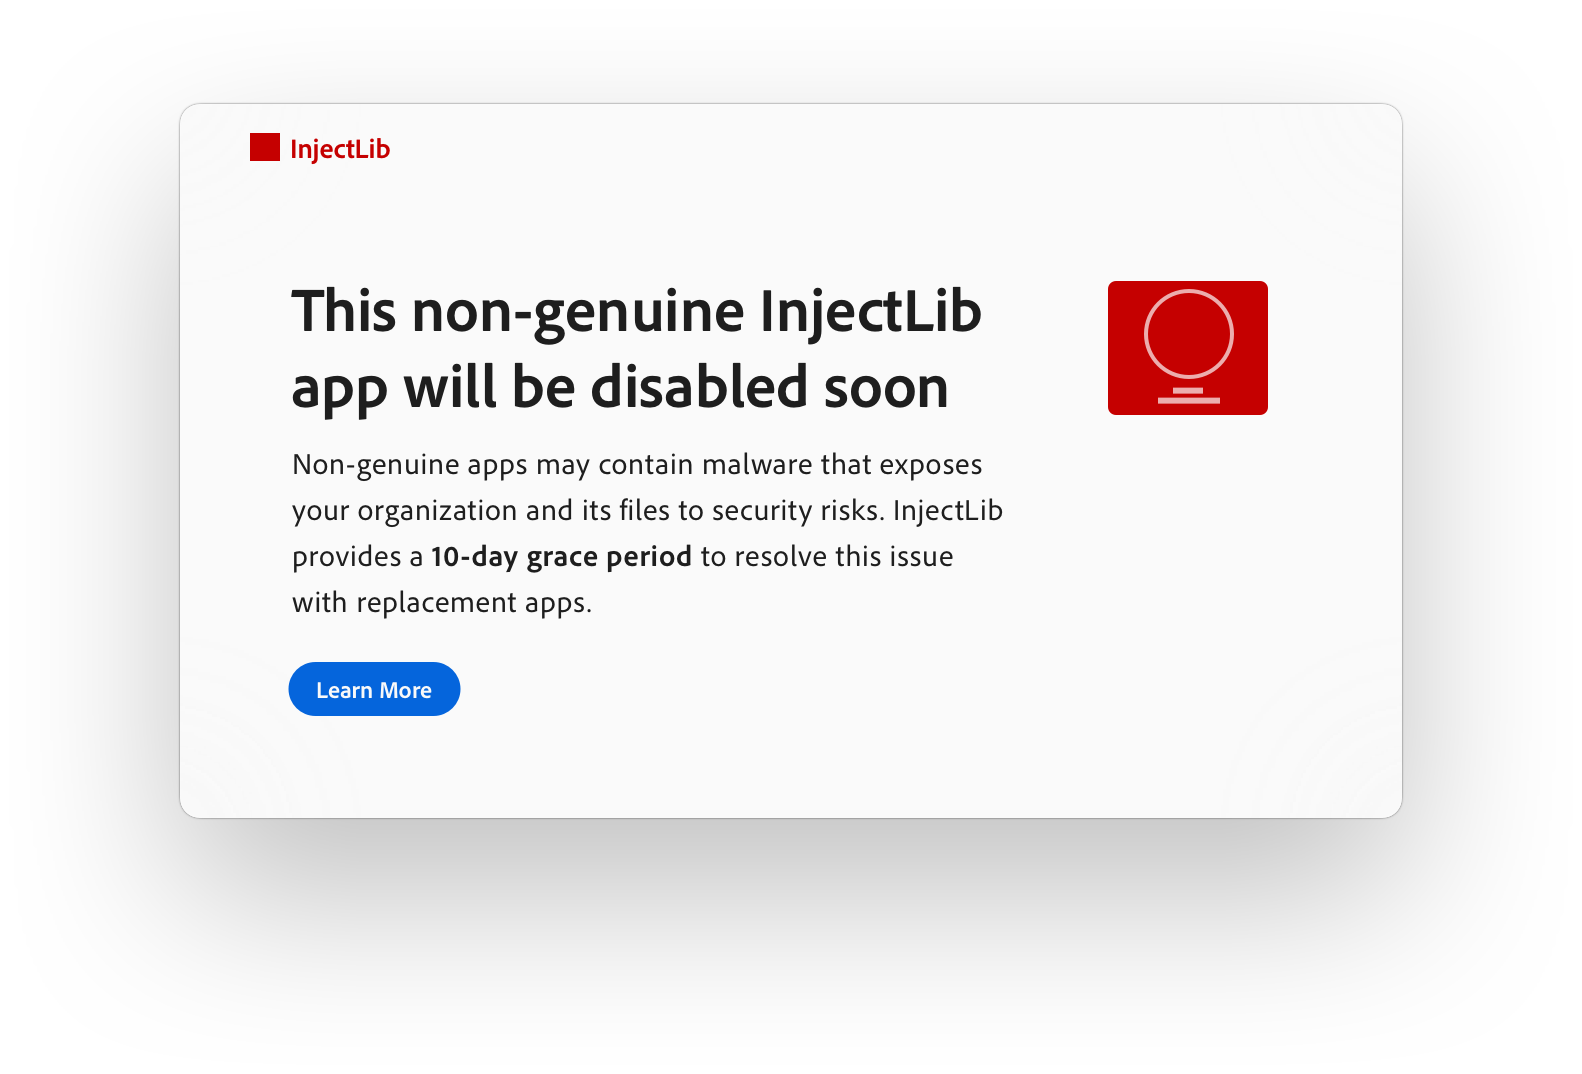 InjectLib
This non-genuine InjectLib
app will be disabled soon
Non-genuine apps may contain malware that exposes
your organization and its files to security risks. InjectLib
provides a 10-day grace period to resolve this issue
with replacement apps.
Learn More